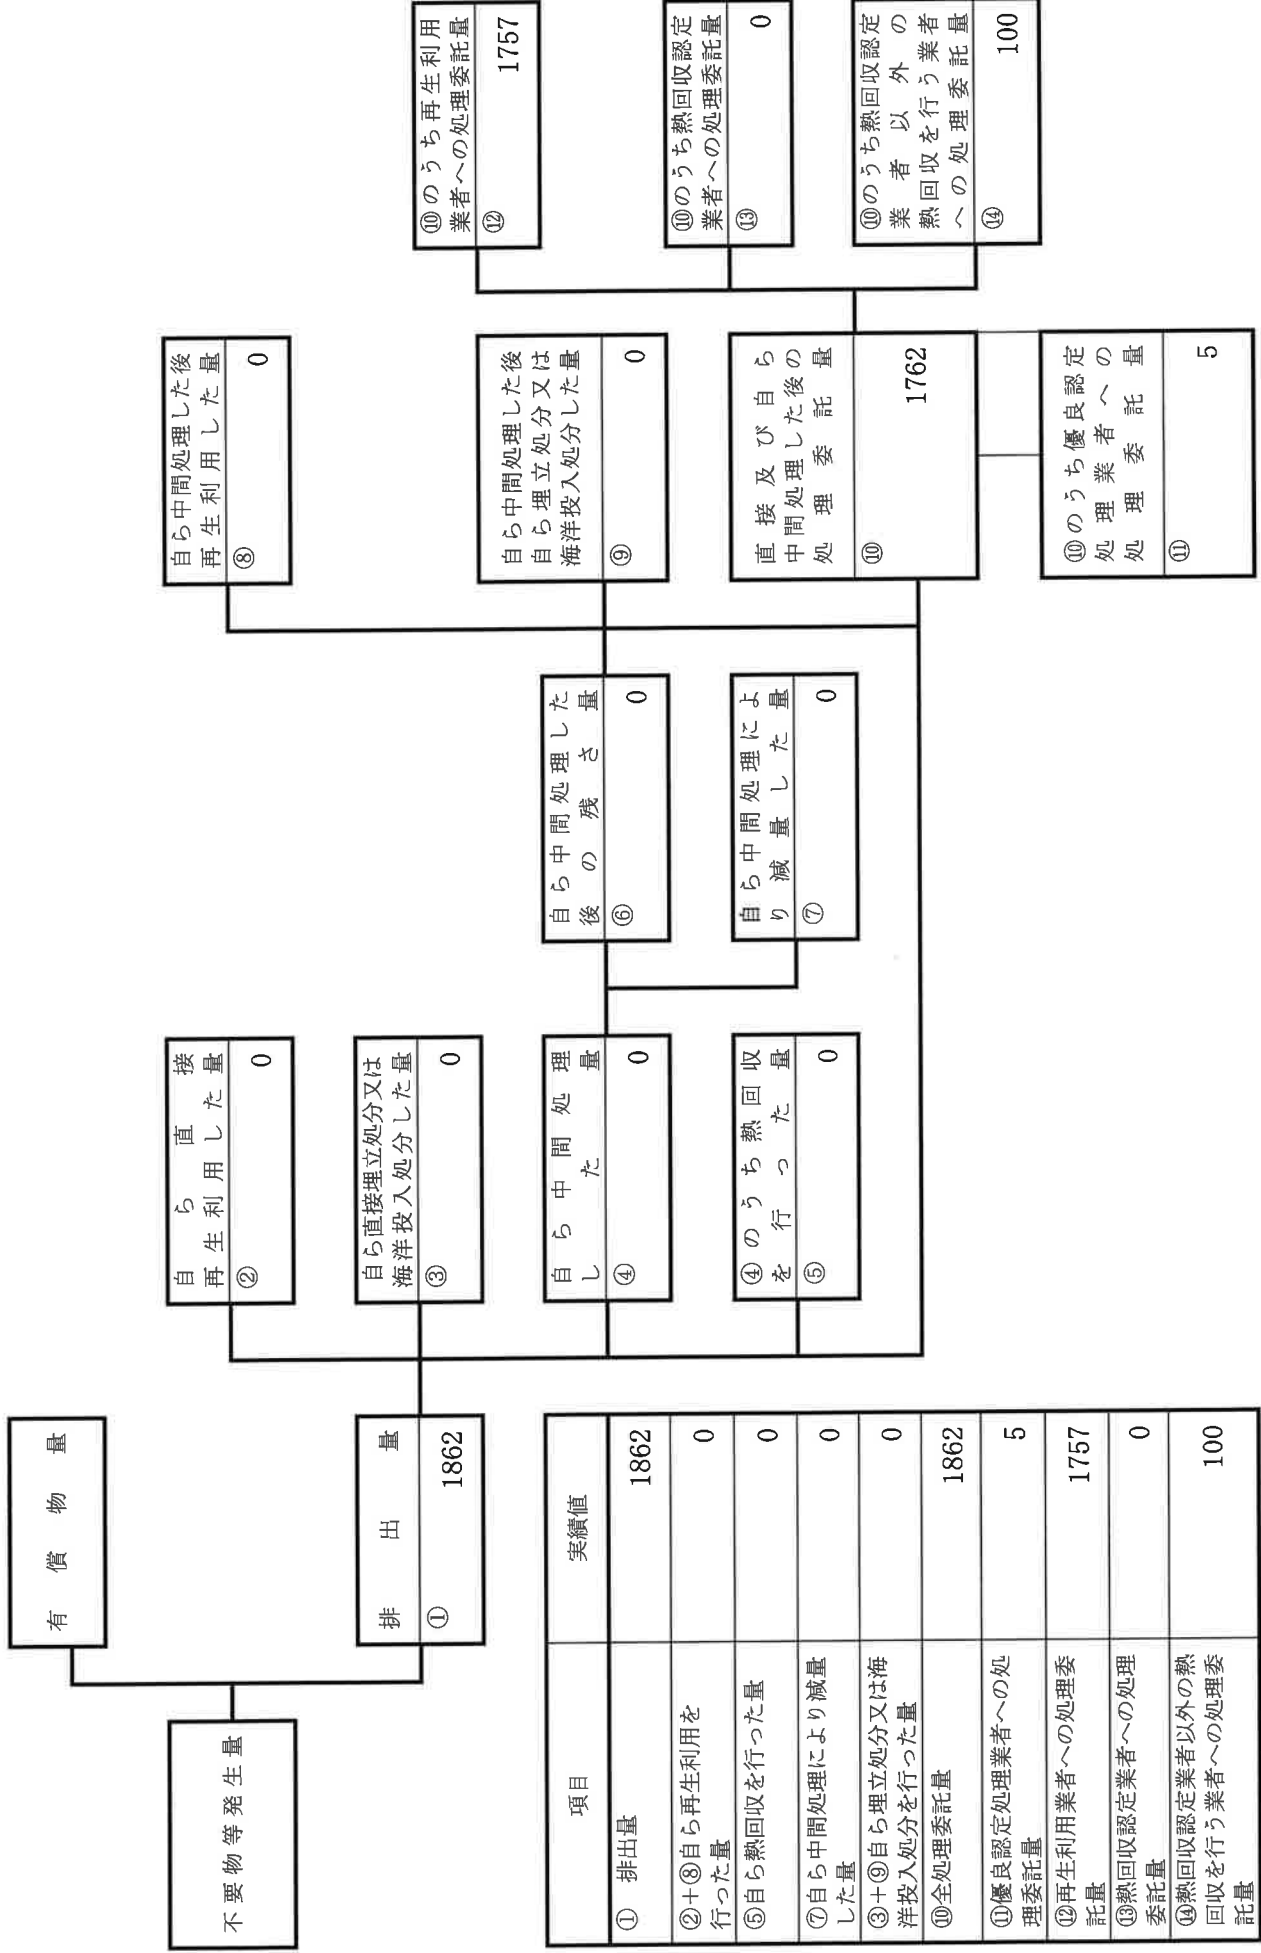 有償物量
不要物等発生量
排出量
① 1862
自ら直接
再生利用した量
② 0
自ら直接埋立処分又は
海洋投入処分した量
③ 0
自ら中間処理
した量
④ 0
④のうち熱回収
を行った量
⑤ 0
自ら中間処理した
後の残さ量
⑥ 0
自ら中間処理によ
り減量した量
⑦ 0
自ら中間処理した後
再生利用した量
⑧ 0
自ら中間処理した後
自ら埋立処分又は
海洋投入処分した量
⑨ 0
直接及び自ら
中間処理した後の
処理委託量
⑩ 1762
⑩のうち優良認定
処理業者への
処理委託量
⑪ 5
⑩のうち再生利用
業者への処理委託量
⑫ 1757
⑩のうち熱回収認定
業者への処理委託量
⑬ 0
⑩のうち熱回収認定
業者以外の
熱回収を行う業者
への処理委託量
⑭ 100
項目 実績値
① 排出量 1862
②+⑧自ら再生利用を
行った量 0
⑤自ら熱回収を行った量 0
⑦自ら中間処理により減量
した量 0
③+⑨自ら埋立処分又は海
洋投入処分を行った量 0
⑩全処理委託量 1862
⑪優良認定処理業者への処
理委託量 5
⑫再生利用業者への処理委
託量 1757
⑬熱回収認定業者への処理
委託量 0
⑭熱回収認定業者以外の熱
回収を行う業者への処理委
託量 100